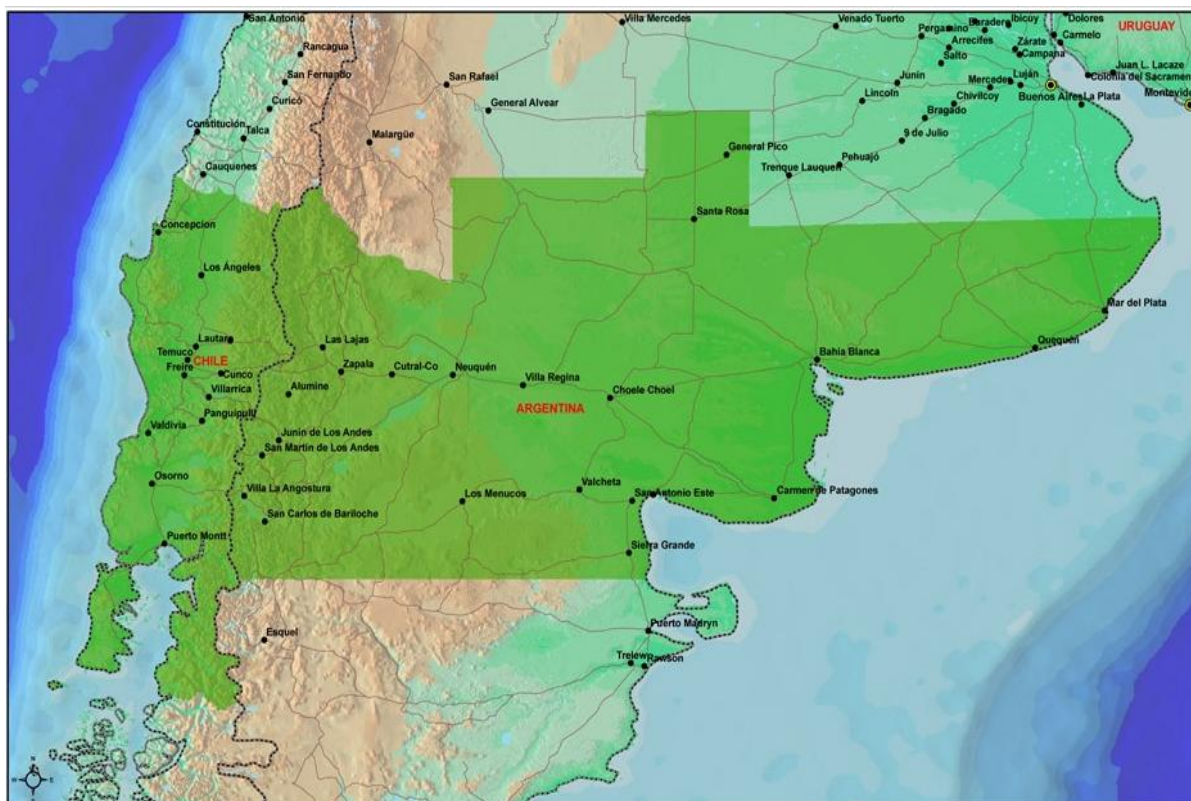 San Antonio
Villa Mercedes
Venado Tuerto
Baradero
Ibicúy
Dolores
URUGUAY
Pergamino
Carmelo
Rancagua
Arrecifes
Zárate
Campana
Salto
San Fernando
San Rafael
Junín
Mercedes
Luján
Juan L. Lacaze
Colonia del Sacramen
Curicó
General Alvear
Lincoln
Chivilcoy
Buenos Aires
La Plata
Montevide
Bragado
Constitución
Talca
Malargüe
9 de Julio
General Pico
Pehuajó
Cauquenes
Trenque Lauquen
Santa Rosa
Concepcion
Los Ángeles
Mar del Plata
Lautaro
Las Lajas
Quequén
Temuco
CHILE
Bahia Blanca
Freire
Cunco
Zapala
Cutral-Co
Neuquén
Villa Regina
Villarrica
Alumine
Choele Choel
ARGENTINA
Panguipulli
Valdivia
Junin de Los Andes
San Martin de Los Andes
Osorno
Valcheta
Villa La Angostura
Los Menucos
San Antonio Este
Carmen de Patagones
San Carlos de Bariloche
Puerto Montt
Sierra Grande
Esquel
Puerto Madryn
Trelew
Rawson
N
W
E